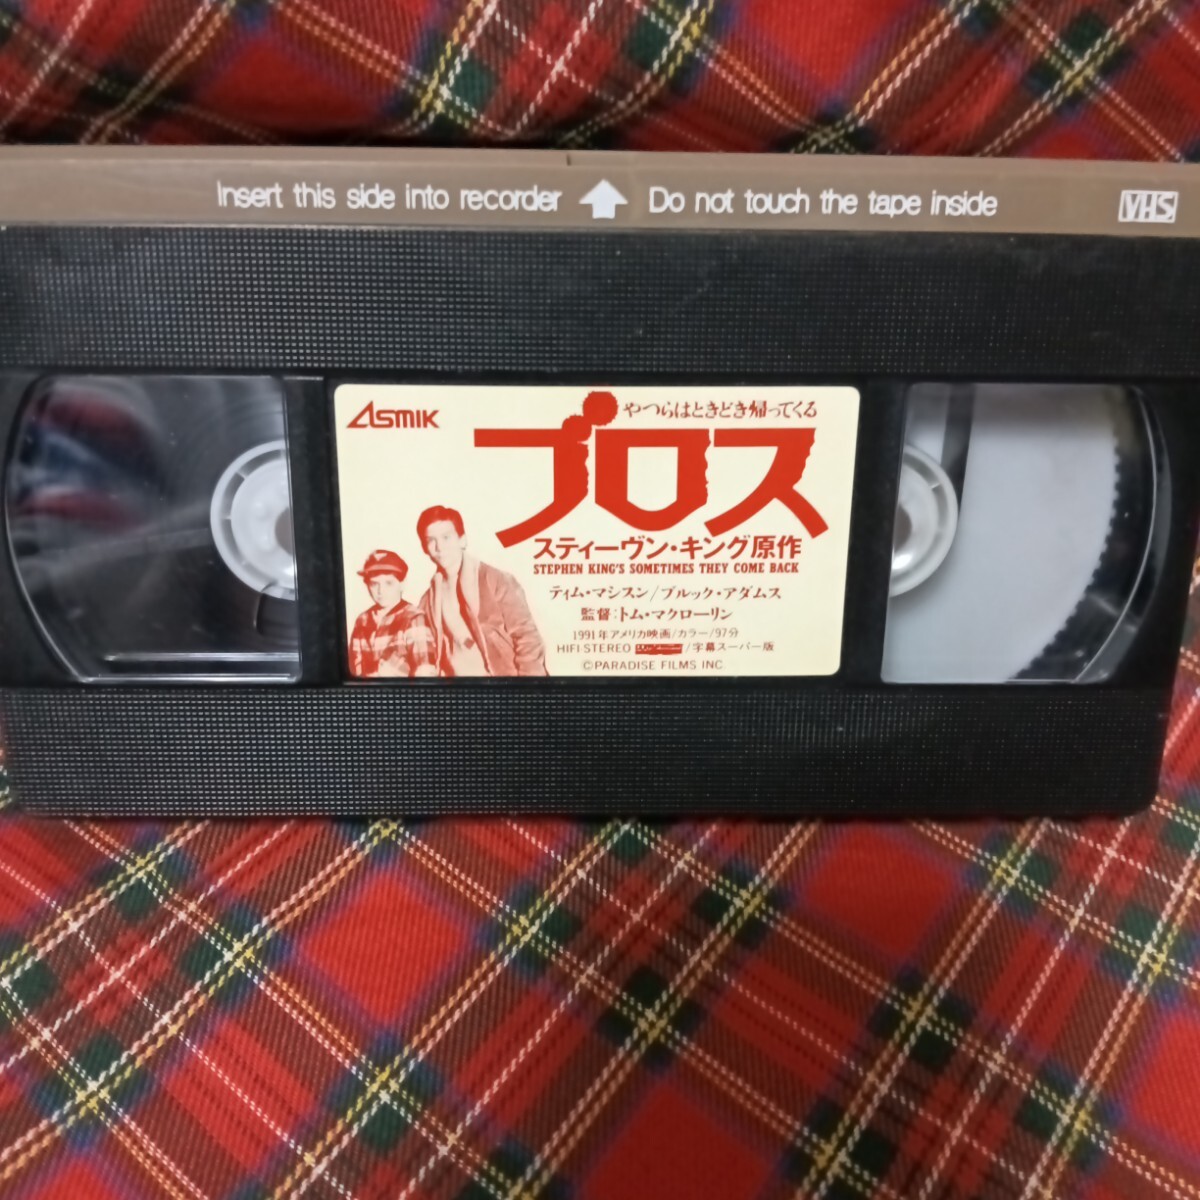 Insert this side into recorder Do not touch the tape inside VHS
ASMIK
やつらはときどき帰ってくる
ブロス
スティーヴン・キング原作
STEPHEN KING'S SOMETIMES THEY COME BACK
ティム・マシスン/ブルック・アダムス
監督:トム・マクローリン
1991年アメリカ映画/カラー/97分
HIFI-STEREO /字幕スーパー版
©PARADISE FILMS INC.